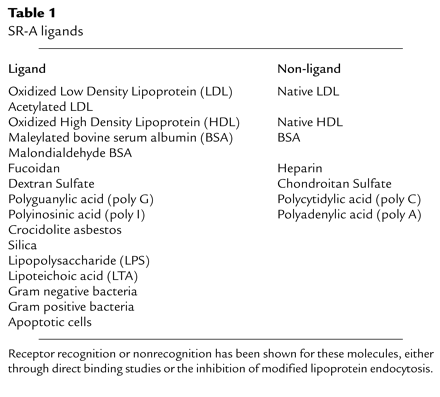 Table 1
SR-A ligands
Ligand Non-ligand
Oxidized Low Density Lipoprotein (LDL) Native LDL
Acetylated LDL
Oxidized High Density Lipoprotein (HDL) Native HDL
Maleylated bovine serum albumin (BSA) BSA
Malondialdehyde BSA
Fucoidan Heparin
Dextran Sulfate Chondroitan Sulfate
Polyguanylic acid (poly G) Polycytidylic acid (poly C)
Polyinosinic acid (poly I) Polyadenylic acid (poly A)
Crocidolite asbestos
Silica
Lipopolysaccharide (LPS)
Lipoteichoic acid (LTA)
Gram negative bacteria
Gram positive bacteria
Apoptotic cells
Receptor recognition or nonrecognition has been shown for these molecules, either
through direct binding studies or the inhibition of modified lipoprotein endocytosis.